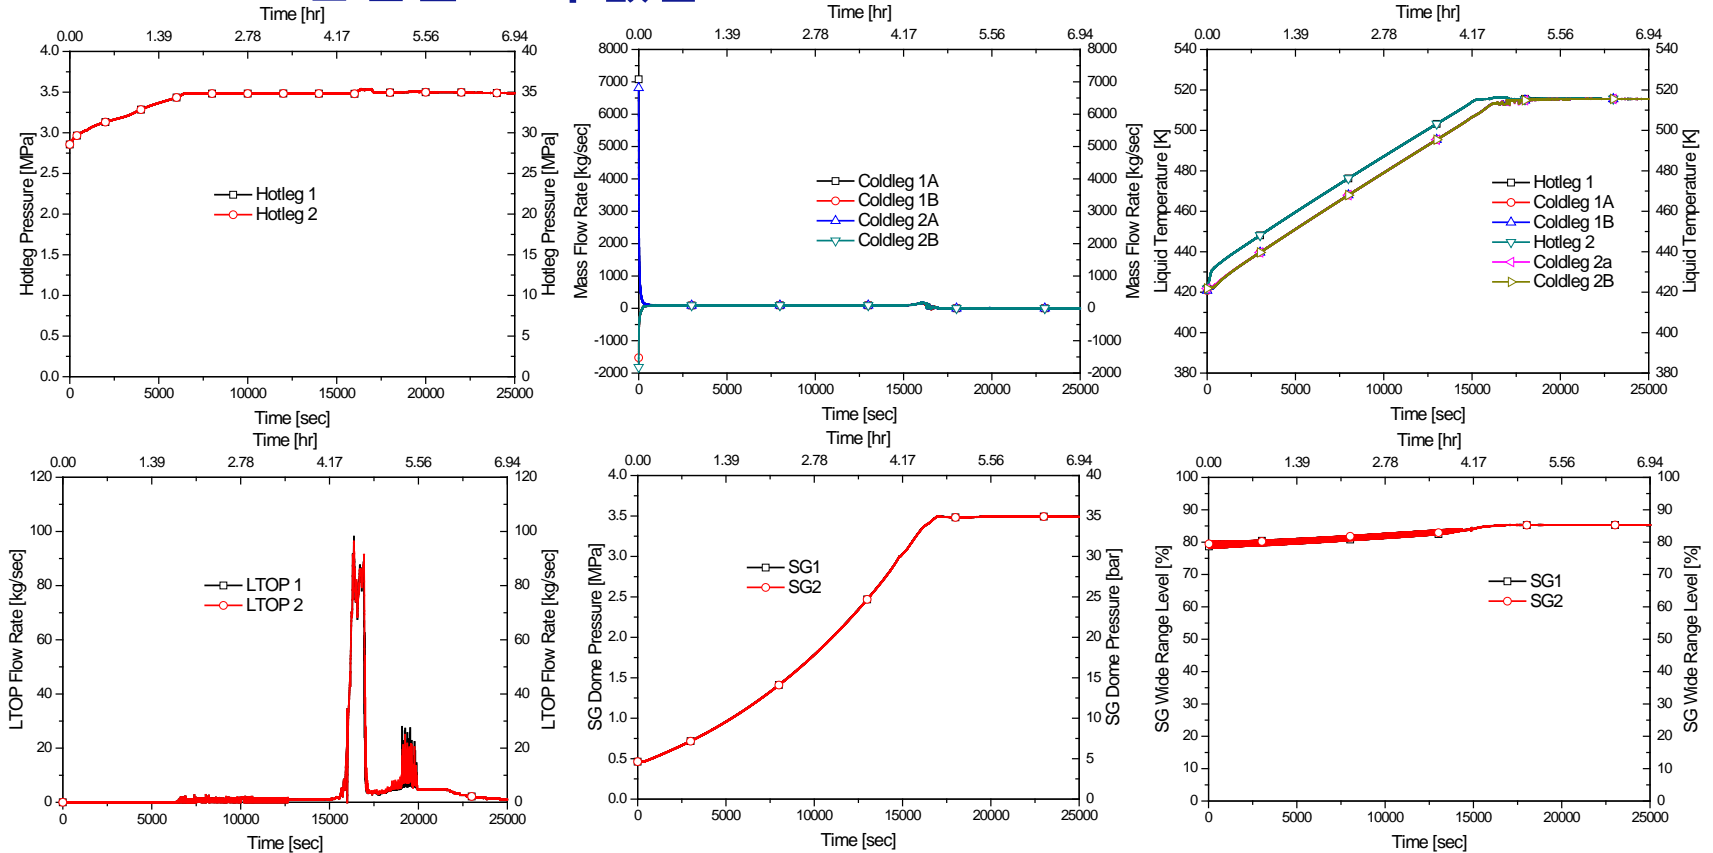 Time [hr]
0.00 1.39 2.78 4.17 5.56 6.94
4.0 3.5 3.0 2.5 2.0 1.5 1.0 0.5 0.0
Hotleg Pressure [MPa]
Hotleg 1
Hotleg 2
40 35 30 25 20 15 10 5 0
Hotleg Pressure [MPa]
0 5000 10000 15000 20000 25000
Time [sec]
Time [hr]
0.00 1.39 2.78 4.17 5.56 6.94
8000 7000 6000 5000 4000 3000 2000 1000 0 -1000 -2000
Mass Flow Rate [kg/sec]
Coldleg 1A
Coldleg 1B
Coldleg 2A
Coldleg 2B
8000 7000 6000 5000 4000 3000 2000 1000 0 -1000 -2000
Mass Flow Rate [kg/sec]
0 5000 10000 15000 20000 25000
Time [sec]
Time [hr]
0.00 1.39 2.78 4.17 5.56 6.94
540 520 500 480 460 440 420 400 380
Liquid Temperature [K]
Hotleg 1
Coldleg 1A
Coldleg 1B
Hotleg 2
Coldleg 2a
Coldleg 2B
540 520 500 480 460 440 420 400 380
Liquid Temperature [K]
0 5000 10000 15000 20000 25000
Time [sec]
Time [hr]
0.00 1.39 2.78 4.17 5.56 6.94
120 100 80 60 40 20 0
LTOP Flow Rate [kg/sec]
LTOP 1
LTOP 2
120 100 80 60 40 20 0
LTOP Flow Rate [kg/sec]
0 5000 10000 15000 20000 25000
Time [sec]
Time [hr]
0.00 1.39 2.78 4.17 5.56 6.94
4.0 3.5 3.0 2.5 2.0 1.5 1.0 0.5 0.0
SG Dome Pressure [MPa]
SG1
SG2
40 35 30 25 20 15 10 5 0
SG Dome Pressure [bar]
0 5000 10000 15000 20000 25000
Time [sec]
Time [hr]
0.00 1.39 2.78 4.17 5.56 6.94
100 90 80 70 60 50 40 30 20 10 0
SG Wide Range Level [%]
SG1
SG2
100 90 80 70 60 50 40 30 20 10 0
SG Wide Range Level [%]
0 5000 10000 15000 20000 25000
Time [sec]